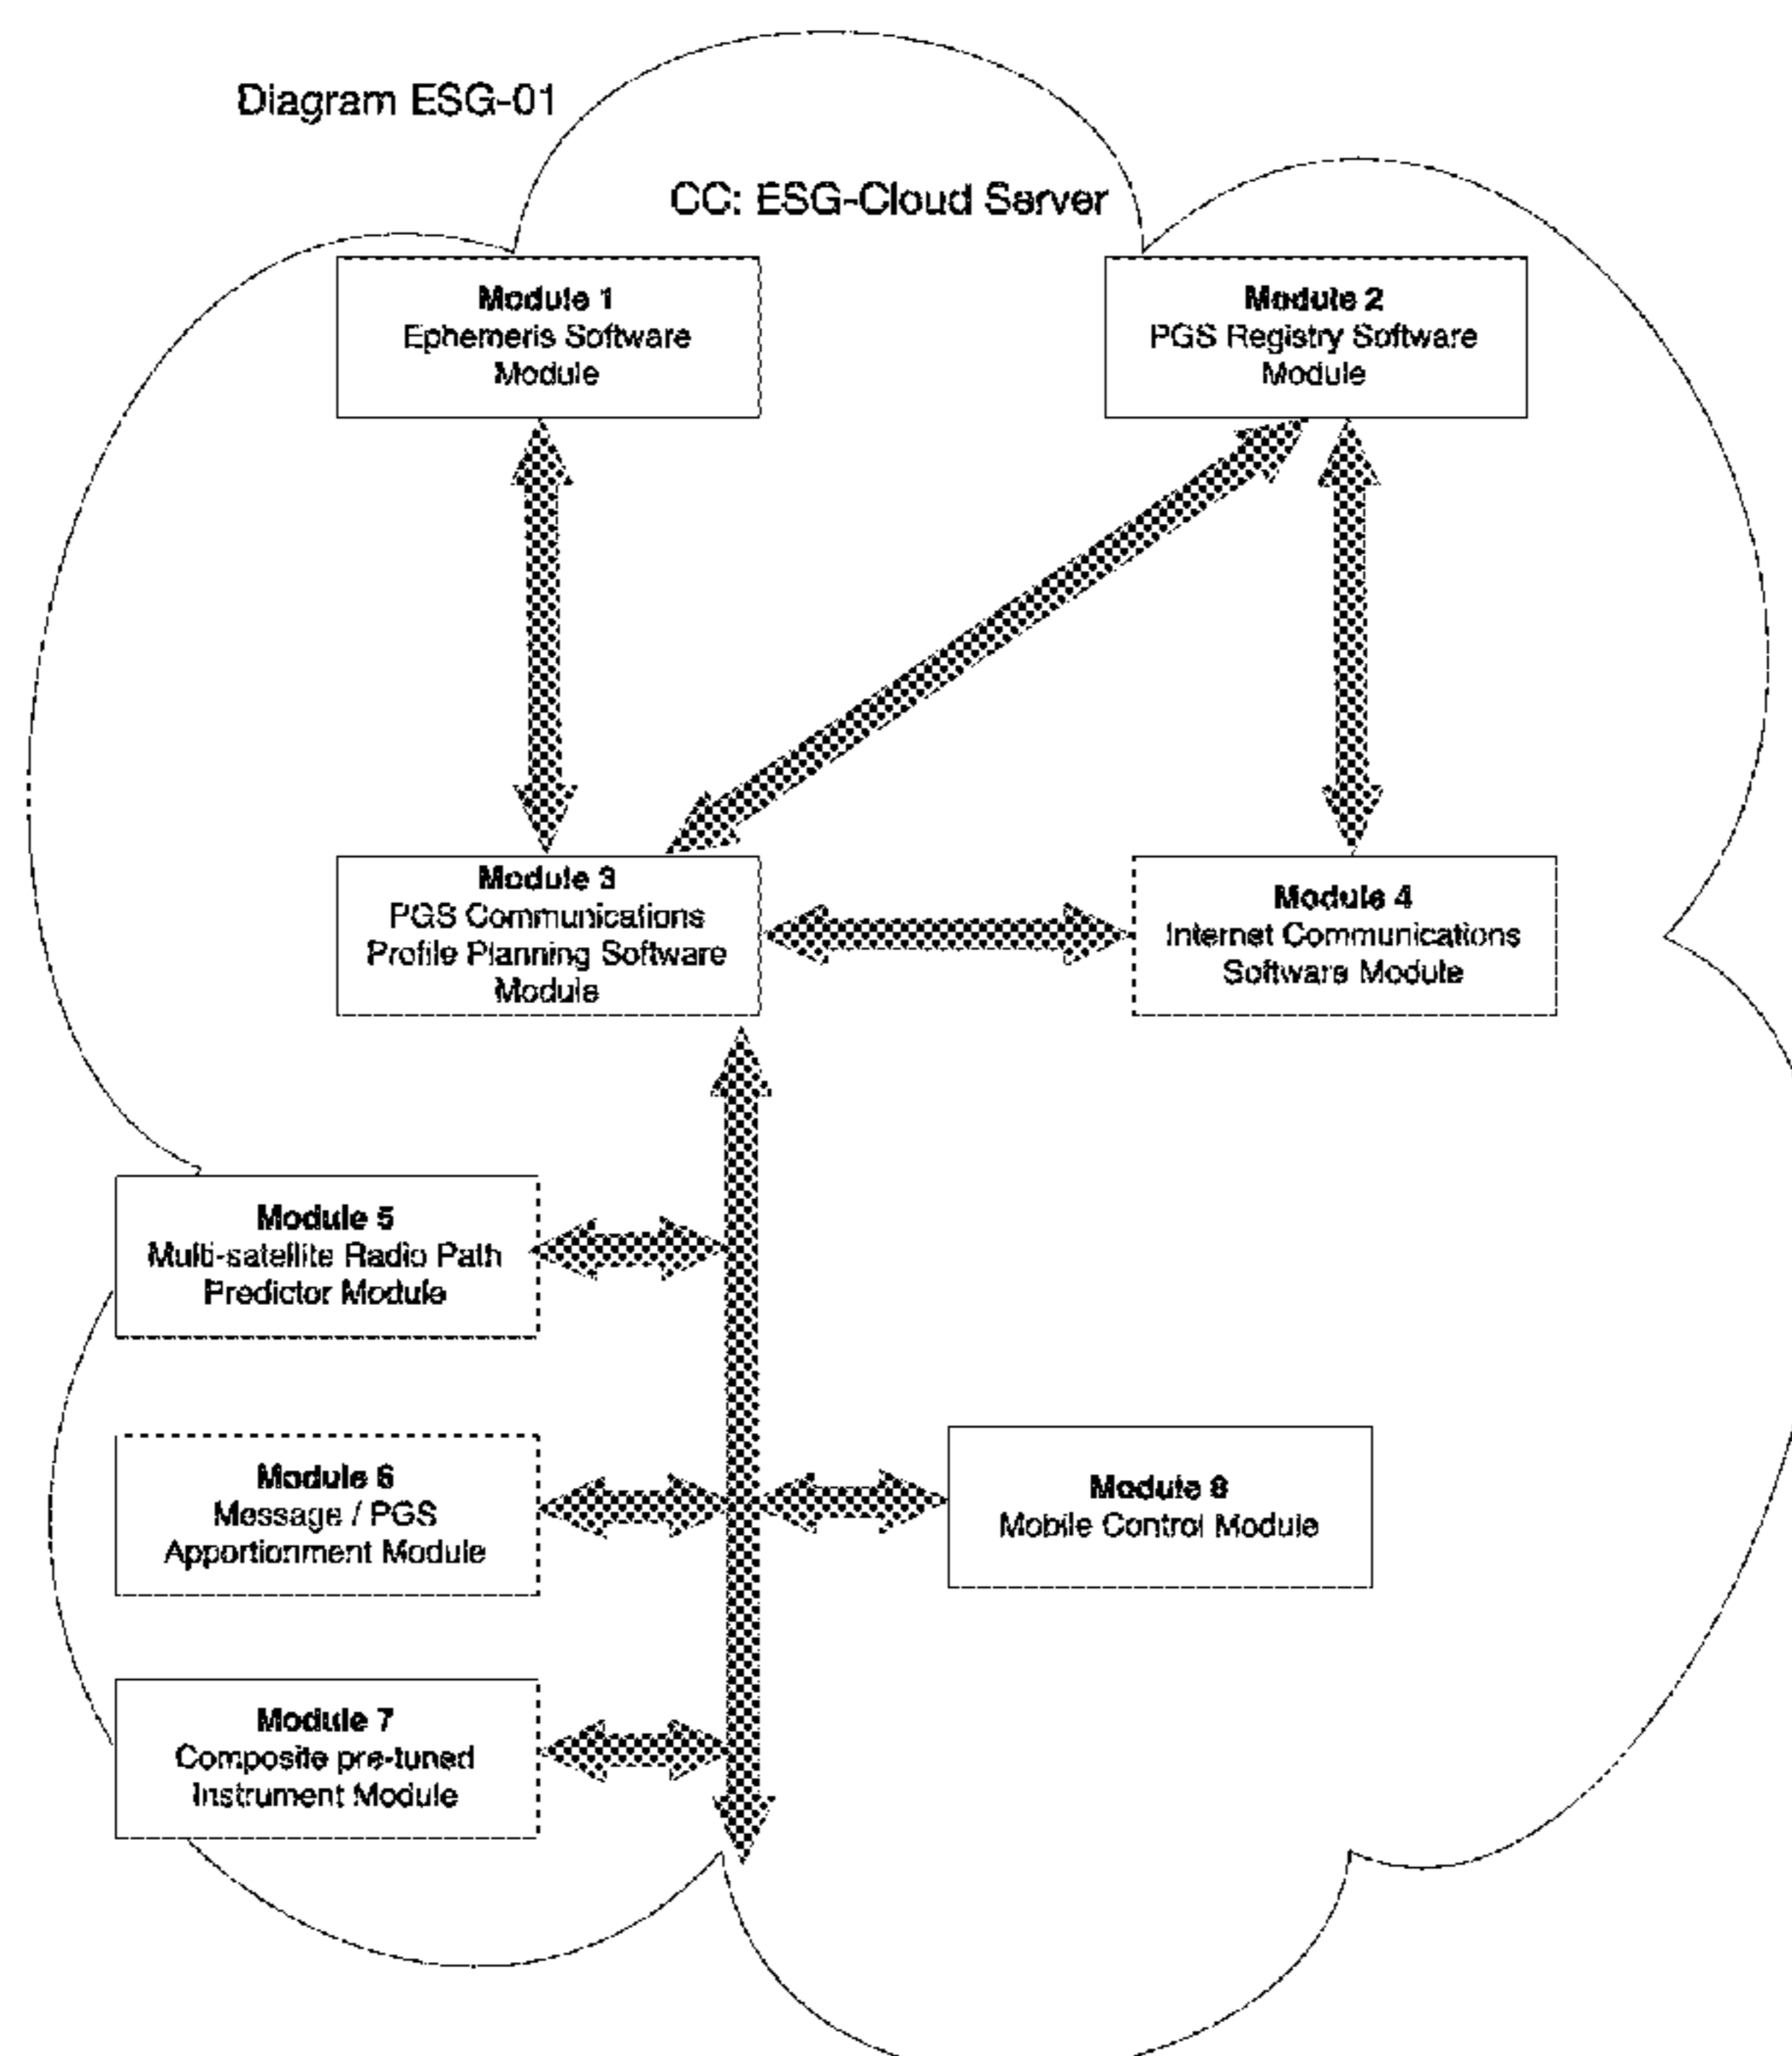 Diagram ESG-01
CC: ESG-Cloud Server
Module 1
Ephemeris Software
Module
Module 2
PGS Registry Software
Module
Module 3
PGS Communications
Profile Planning Software
Module
Module 4
Internet Communications
Software Module
Module 5
Multi-satellite Radio Path
Predictor Module
Module 6
Message / PGS
Apportionment Module
Module 8
Mobile Control Module
Module 7
Composite pre-tuned
Instrument Module